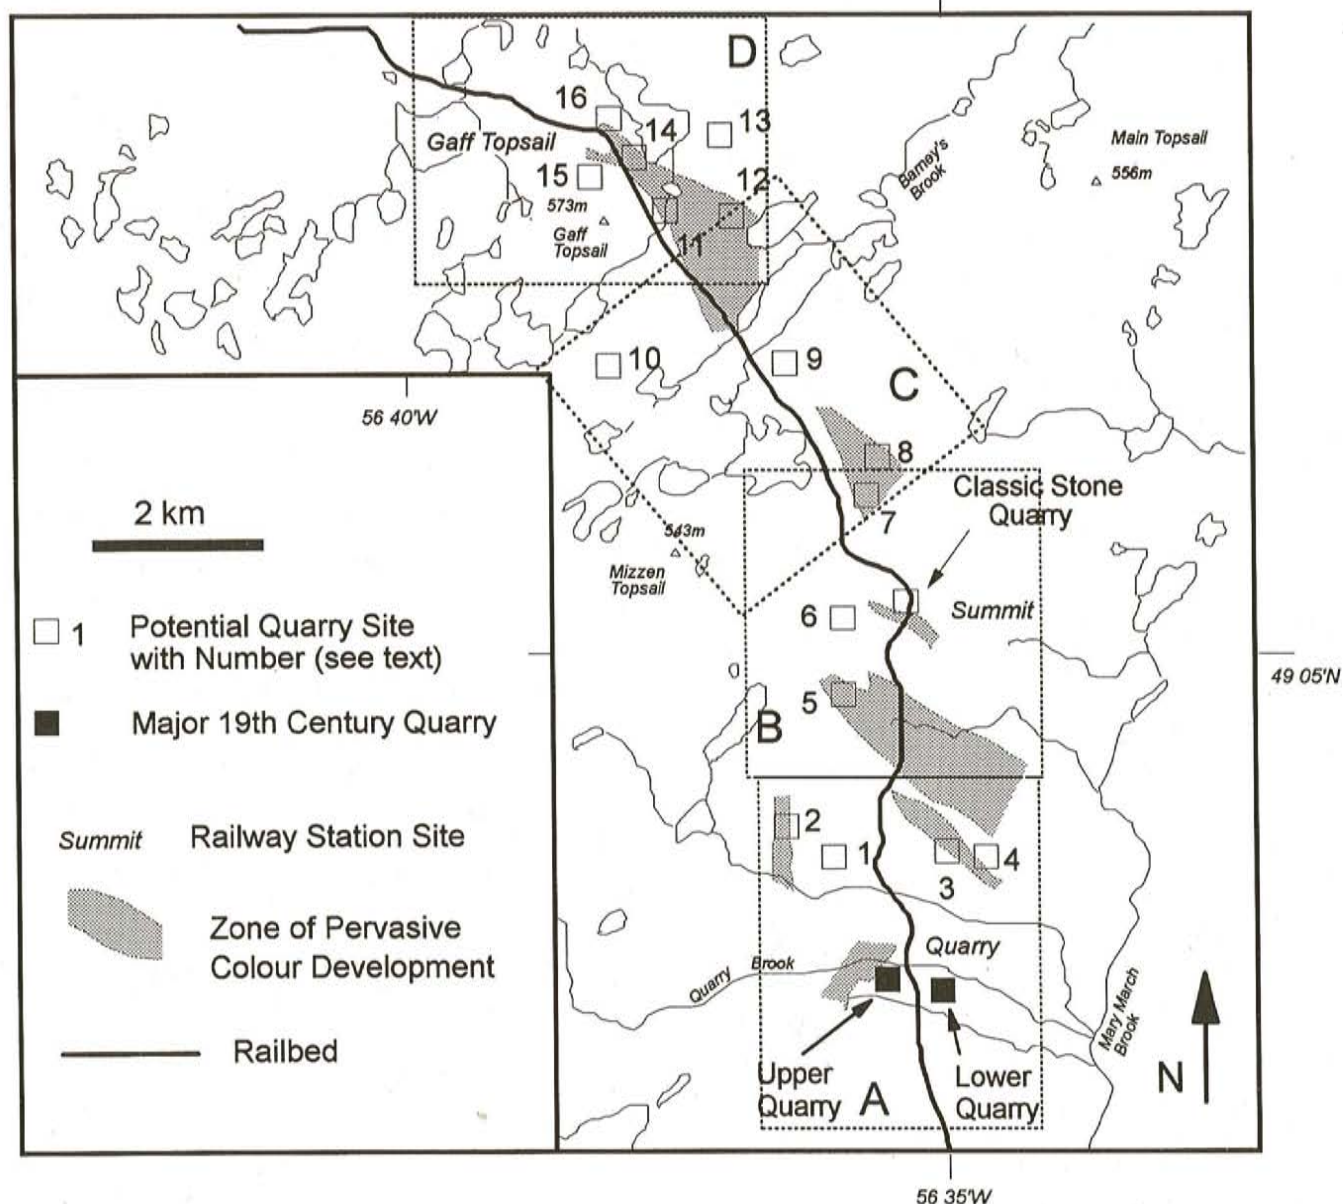 D
16
14
13
Gaff Topsail
15
12
573m
Gaff
Topsail
11
Barney's
Brook
Main Topsail
556m
10
9
C
8
7
56 40'W
2 km
1 Potential Quarry Site
with Number (see text)
Major 19th Century Quarry
Summit Railway Station Site
Zone of Pervasive
Colour Development
Railbed
Classic Stone
Quarry
543m
Mizzen
Topsail
6
Summit
49 05'N
5
B
2
1
3
4
Quarry
Quarry Brook
Mary March
Brook
Upper
Quarry
A
Lower
Quarry
N
56 35'W